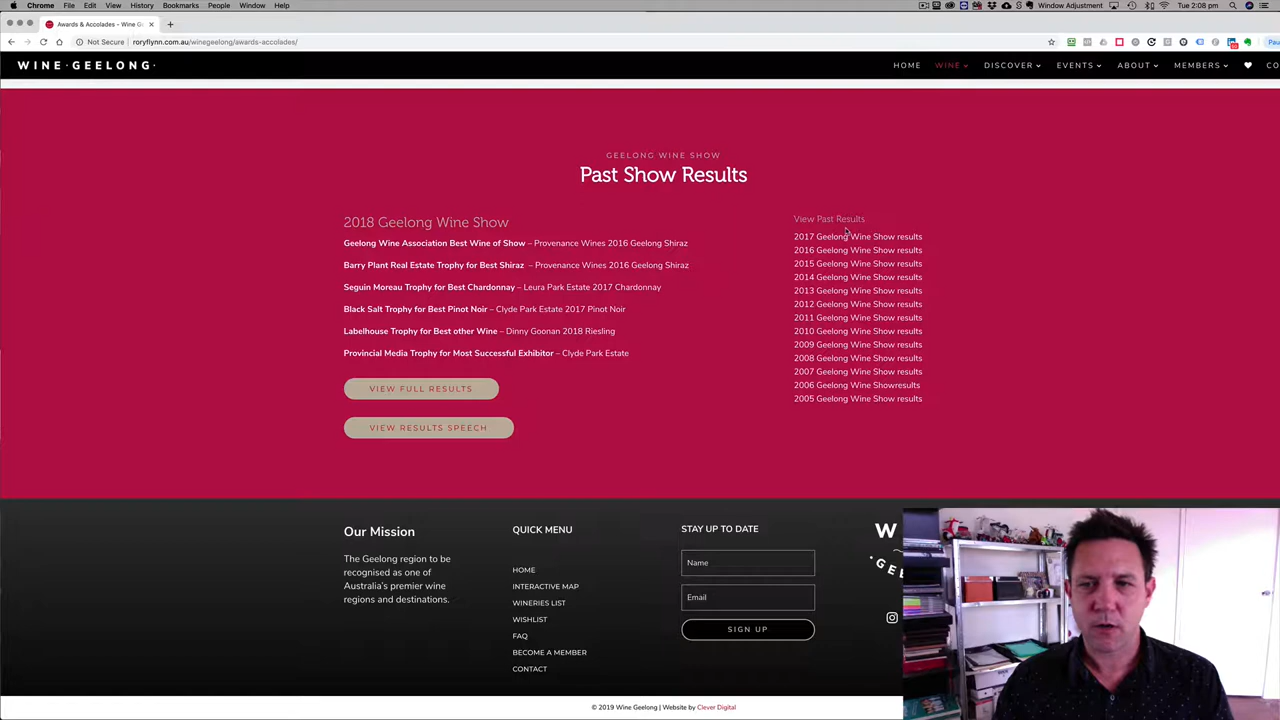 Chrome File Edit View History Bookmarks People Window Help
Window Adjustment
Tue 2:08 pm
Awards & Accolades – Wine G
Not Secure roryflynn.com.au/winegeelong/awards-accolades/
WINE·GEELONG·
HOME WINE DISCOVER EVENTS ABOUT MEMBERS CO
GEELONG WINE SHOW
Past Show Results
2018 Geelong Wine Show
Geelong Wine Association Best Wine of Show – Provenance Wines 2016 Geelong Shiraz
Barry Plant Real Estate Trophy for Best Shiraz – Provenance Wines 2016 Geelong Shiraz
Seguin Moreau Trophy for Best Chardonnay – Leura Park Estate 2017 Chardonnay
Black Salt Trophy for Best Pinot Noir – Clyde Park Estate 2017 Pinot Noir
Labelhouse Trophy for Best other Wine – Dinny Goonan 2018 Riesling
Provincial Media Trophy for Most Successful Exhibitor – Clyde Park Estate
VIEW FULL RESULTS
VIEW RESULTS SPEECH
View Past Results
2017 Geelong Wine Show results
2016 Geelong Wine Show results
2015 Geelong Wine Show results
2014 Geelong Wine Show results
2013 Geelong Wine Show results
2012 Geelong Wine Show results
2011 Geelong Wine Show results
2010 Geelong Wine Show results
2009 Geelong Wine Show results
2008 Geelong Wine Show results
2007 Geelong Wine Show results
2006 Geelong Wine Showresults
2005 Geelong Wine Show results
Our Mission
The Geelong region to be
recognised as one of
Australia's premier wine
regions and destinations.
QUICK MENU
HOME
INTERACTIVE MAP
WINERIES LIST
WISHLIST
FAQ
BECOME A MEMBER
CONTACT
STAY UP TO DATE
Name
Email
SIGN UP
W
·GEE
© 2019 Wine Geelong | Website by Clever Digital